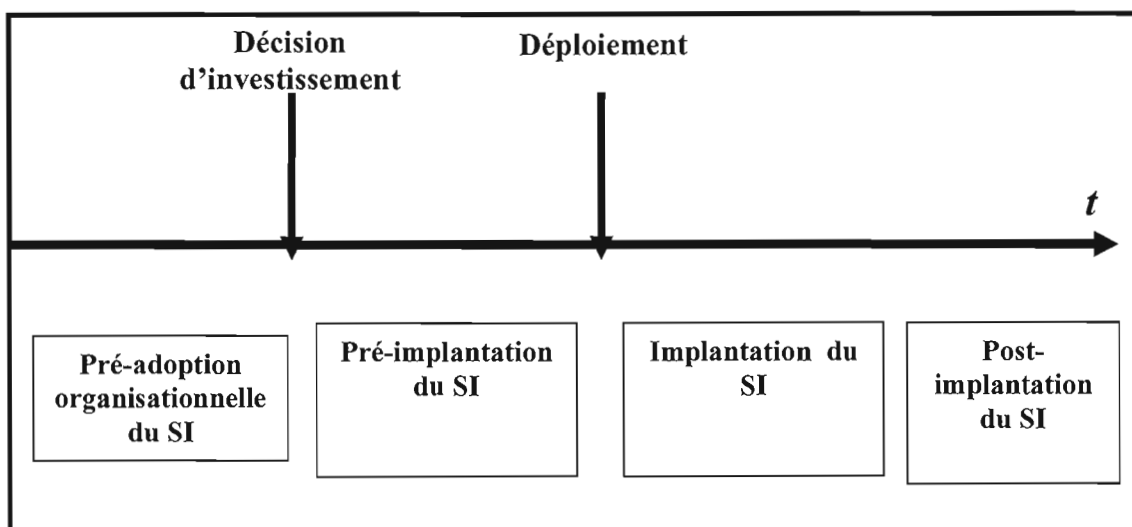 Décision
d'investissement
Déploiement
t
Pré-adoption
organisationnelle
du SI
Pré-implantation
du SI
Implantation du
SI
Post-
implantation
du SI